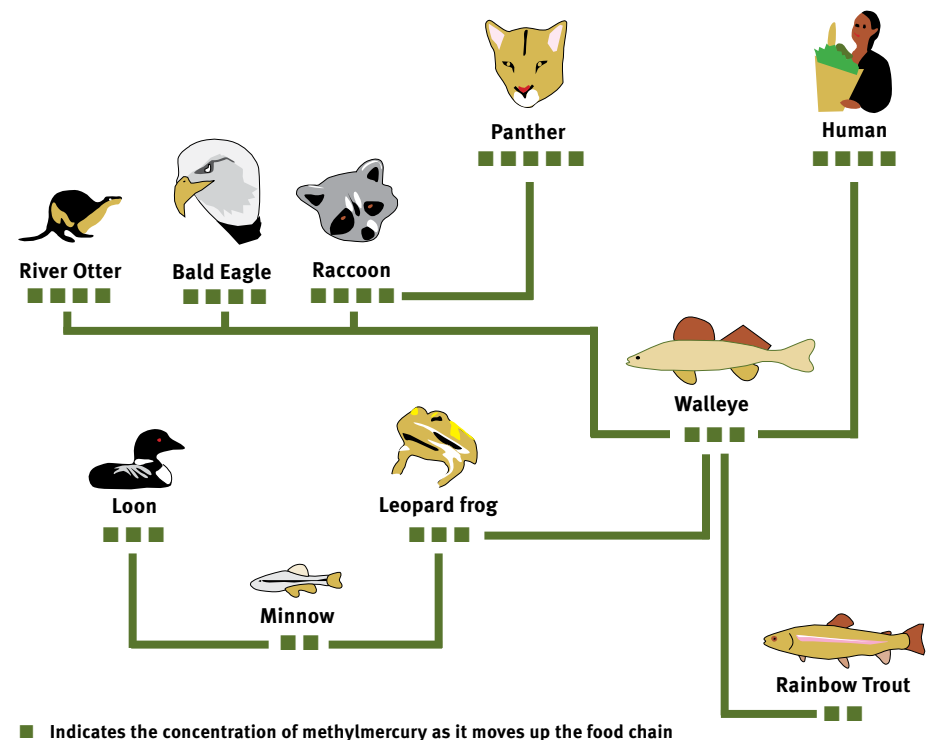 Panther
Human
River Otter
Bald Eagle
Raccoon
Walleye
Loon
Leopard frog
Minnow
Rainbow Trout
Indicates the concentration of methylmercury as it moves up the food chain